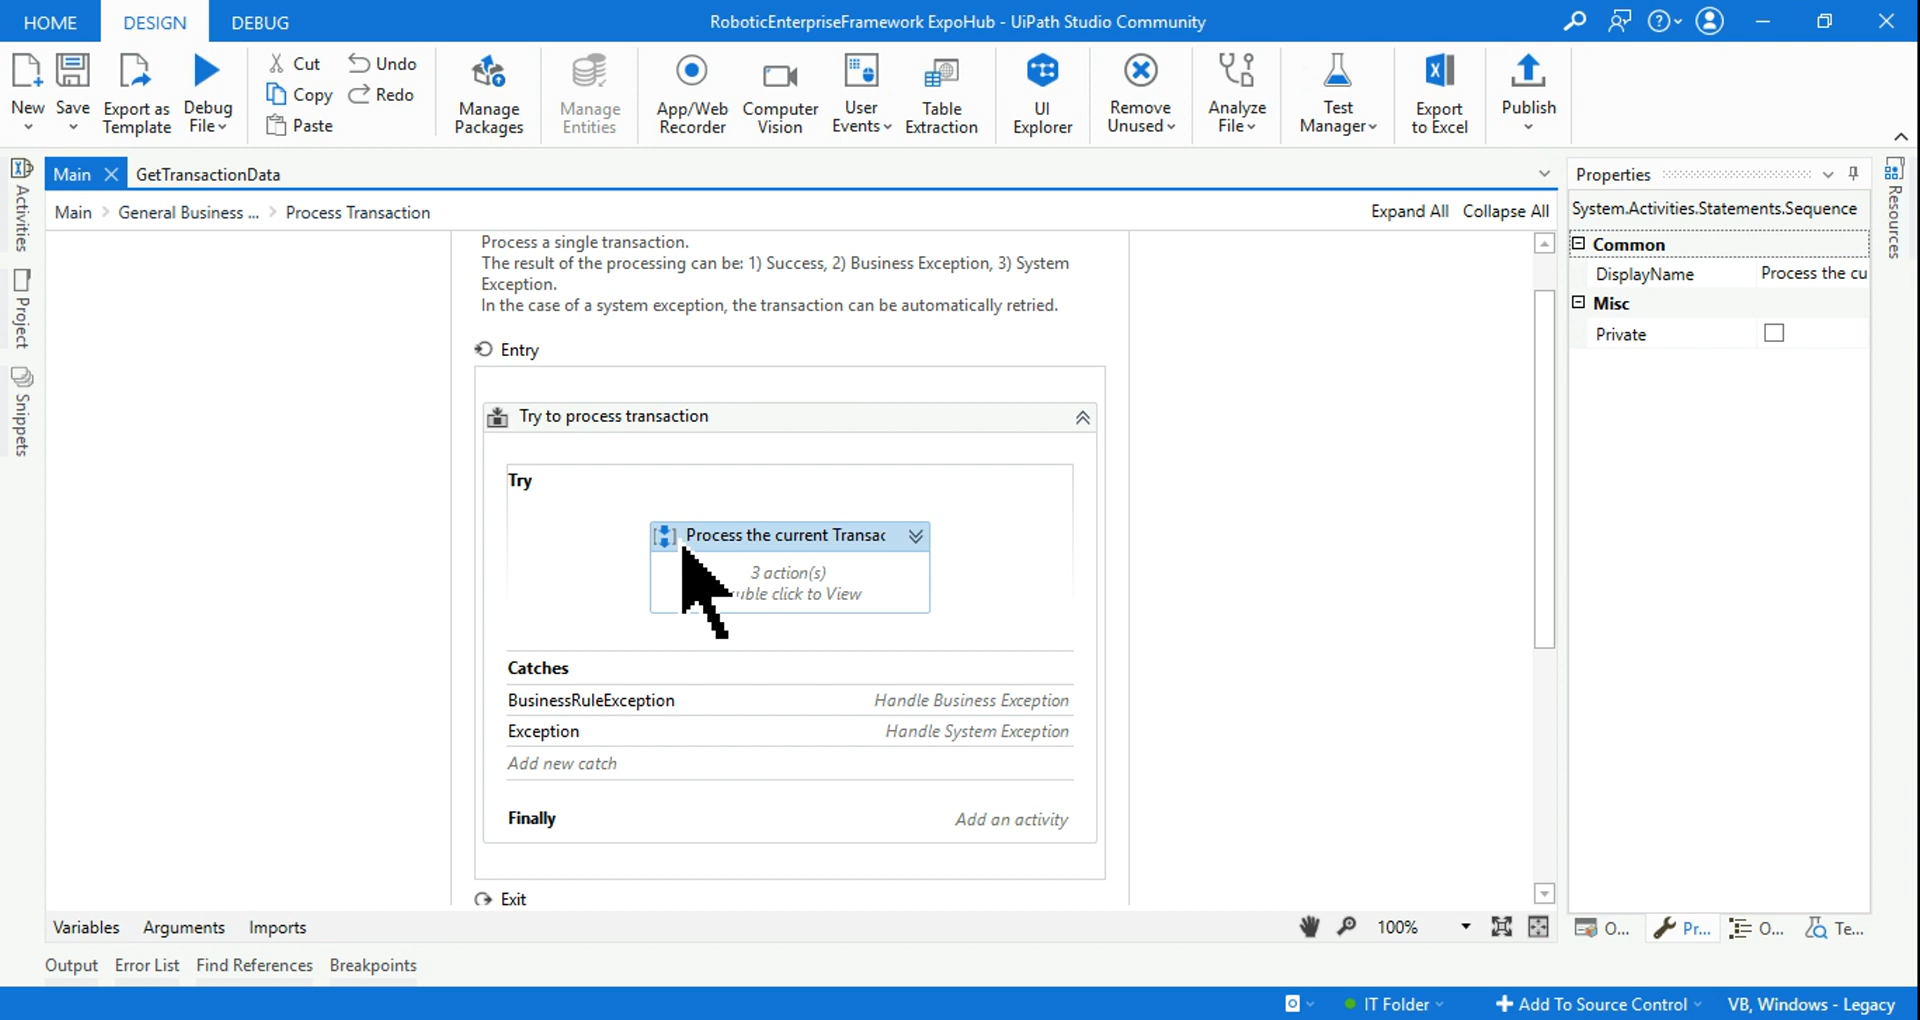 HOME DESIGN DEBUG RoboticEnterpriseFramework ExpoHub - UiPath Studio Community
New Save Export as Template Debug File Cut Undo Copy Redo Paste Manage Packages Manage Entities App/Web Recorder Computer Vision User Events Table Extraction UI Explorer Remove Unused Analyze File Test Manager Export to Excel Publish
Activities
Project
Snippets
Main GetTransactionData
Main > General Business ... > Process Transaction Expand All Collapse All
Process a single transaction.
The result of the processing can be: 1) Success, 2) Business Exception, 3) System
Exception.
In the case of a system exception, the transaction can be automatically retried.
Entry
Try to process transaction
Try
Process the current Transac
3 action(s)
uble click to View
Catches
BusinessRuleException Handle Business Exception
Exception Handle System Exception
Add new catch
Finally Add an activity
Exit
Properties
System.Activities.Statements.Sequence
Common
DisplayName Process the cu
Misc
Private
Resources
Variables Arguments Imports 100% O... Pr... O... Te...
Output Error List Find References Breakpoints
IT Folder Add To Source Control VB, Windows - Legacy